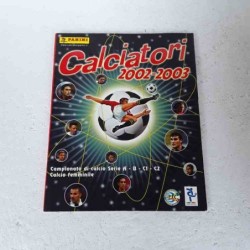 PANINI
Calciatori
2002-2003
Campionato di calcio Serie A - B - C1 - C2
Calcio femminile